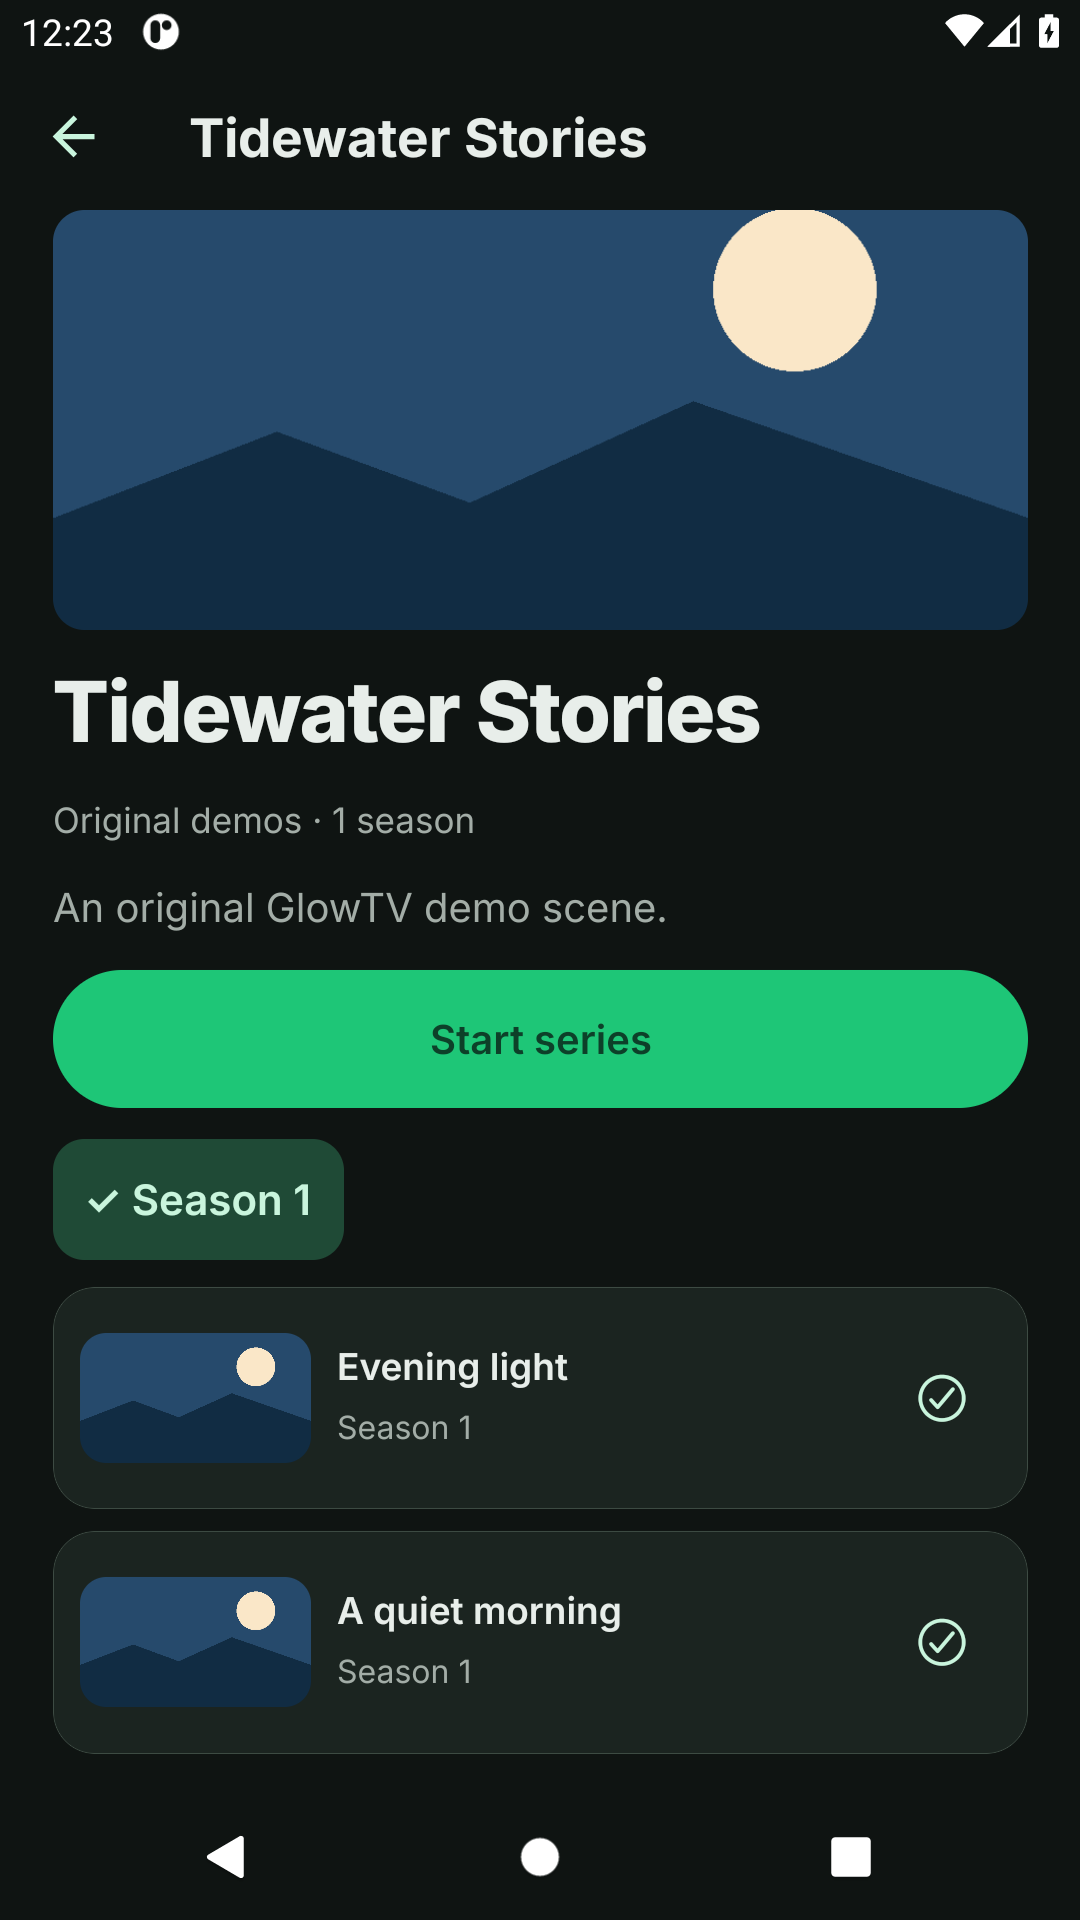 12:23
Tidewater Stories
Tidewater Stories
Original demos · 1 season
An original GlowTV demo scene.
Start series
Season 1
Evening light
Season 1
A quiet morning
Season 1